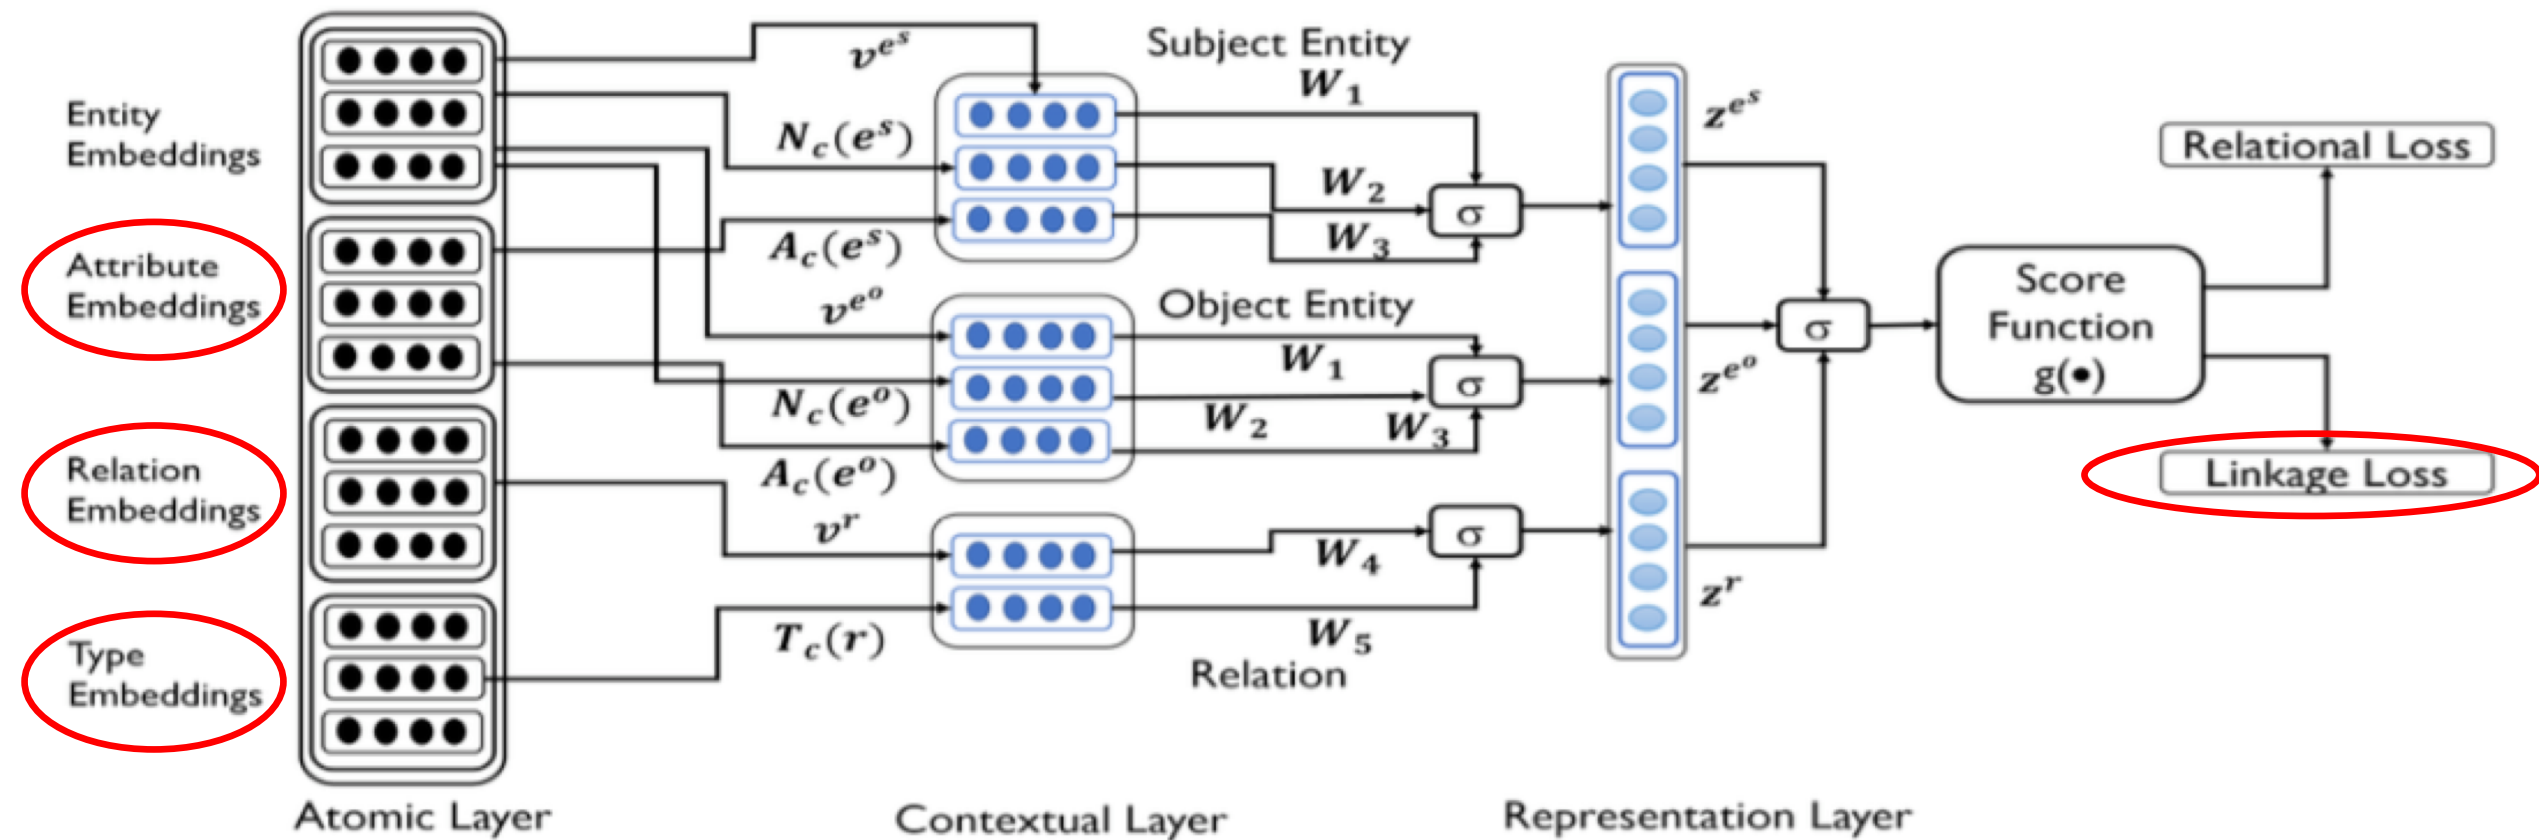 Entity
Embeddings
Attribute
Embeddings
Relation
Embeddings
Type
Embeddings
Atomic Layer
v^{e^s}
N_c(e^s)
A_c(e^s)
v^{e^o}
N_c(e^o)
A_c(e^o)
v^r
T_c(r)
Contextual Layer
Subject Entity
W_1
W_2
W_3
σ
Object Entity
W_1
W_2
W_3
σ
W_4
W_5
σ
Relation
Representation Layer
z^{e^s}
z^{e^o}
z^r
σ
Score
Function
g(•)
Relational Loss
Linkage Loss